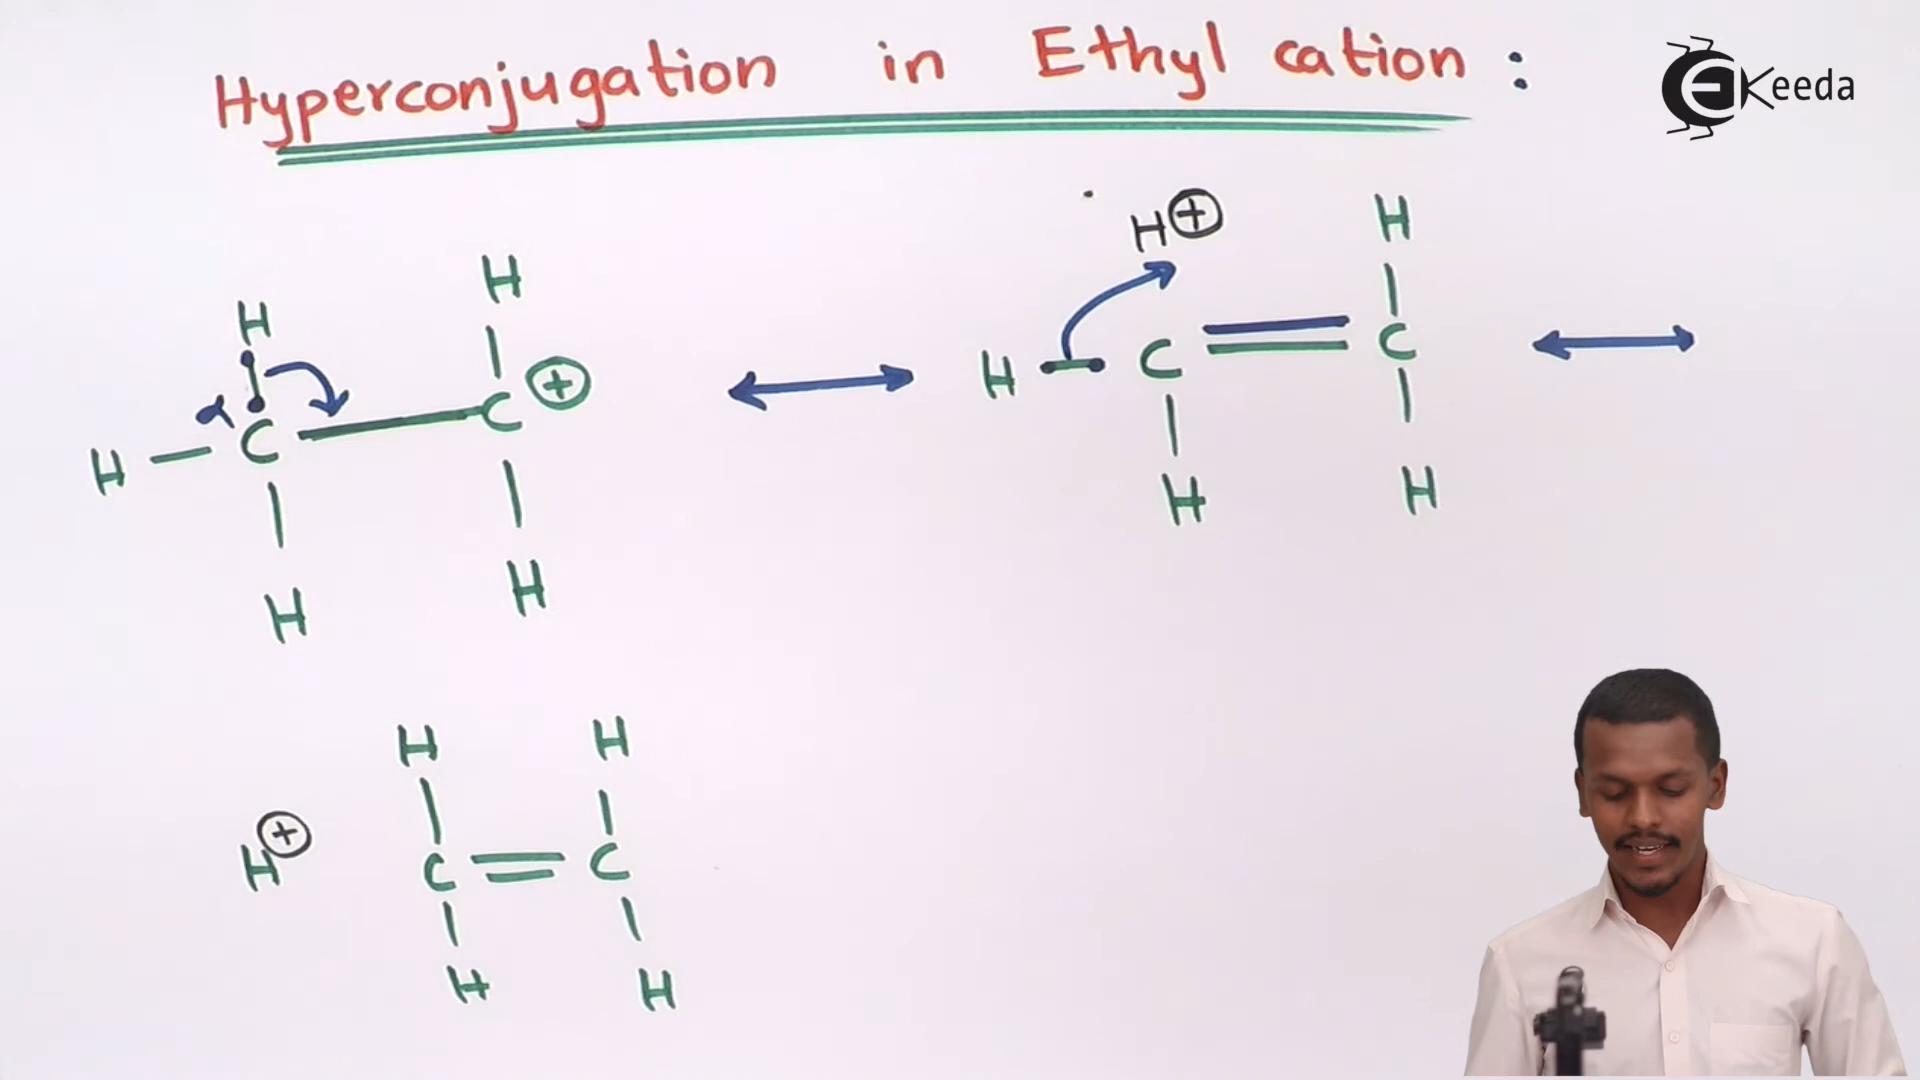 Hyperconjugation in Ethyl cation :
EKeeda
H H
α H — C — C ⊕
H H
H ⊕ H
H — C = C
H H
H H
H ⊕ C = C
H H